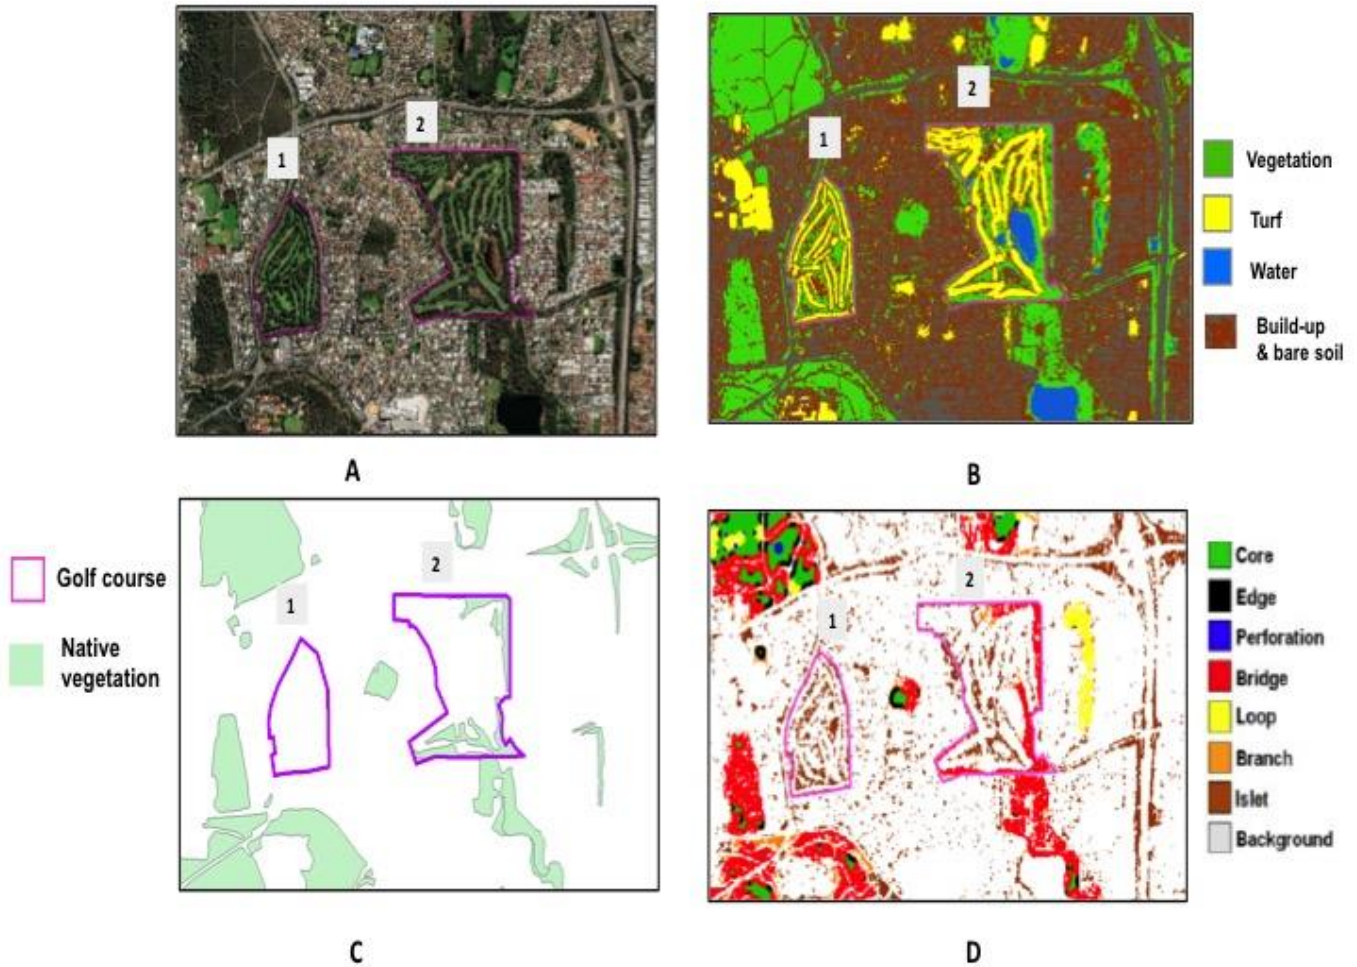 1
2
A
1
2
Vegetation
Turf
Water
Build-up
& bare soil
B
Golf course
Native
vegetation
1
2
C
1
2
Core
Edge
Perforation
Bridge
Loop
Branch
Islet
Background
D